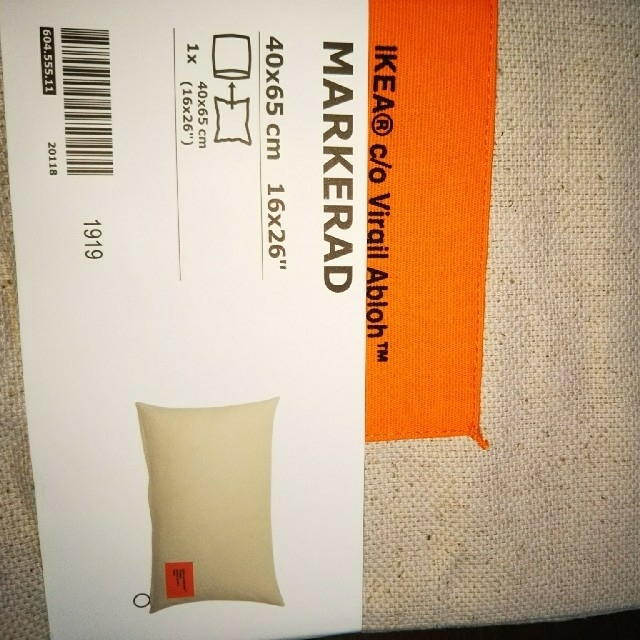 IKEA® c/o Virgil Abloh™
MARKERAD
40x65 cm 16x26"
1x 40x65 cm
(16x26")
604.555.11
20118
1919